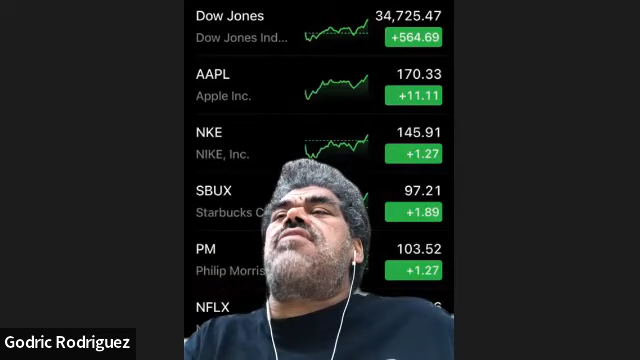 Dow Jones 34,725.47
Dow Jones Ind... +564.69
AAPL 170.33
Apple Inc. +11.11
NKE 145.91
NIKE, Inc. +1.27
SBUX 97.21
Starbucks +1.89
PM 103.52
Philip Morris +1.27
NFLX
Godric Rodriguez